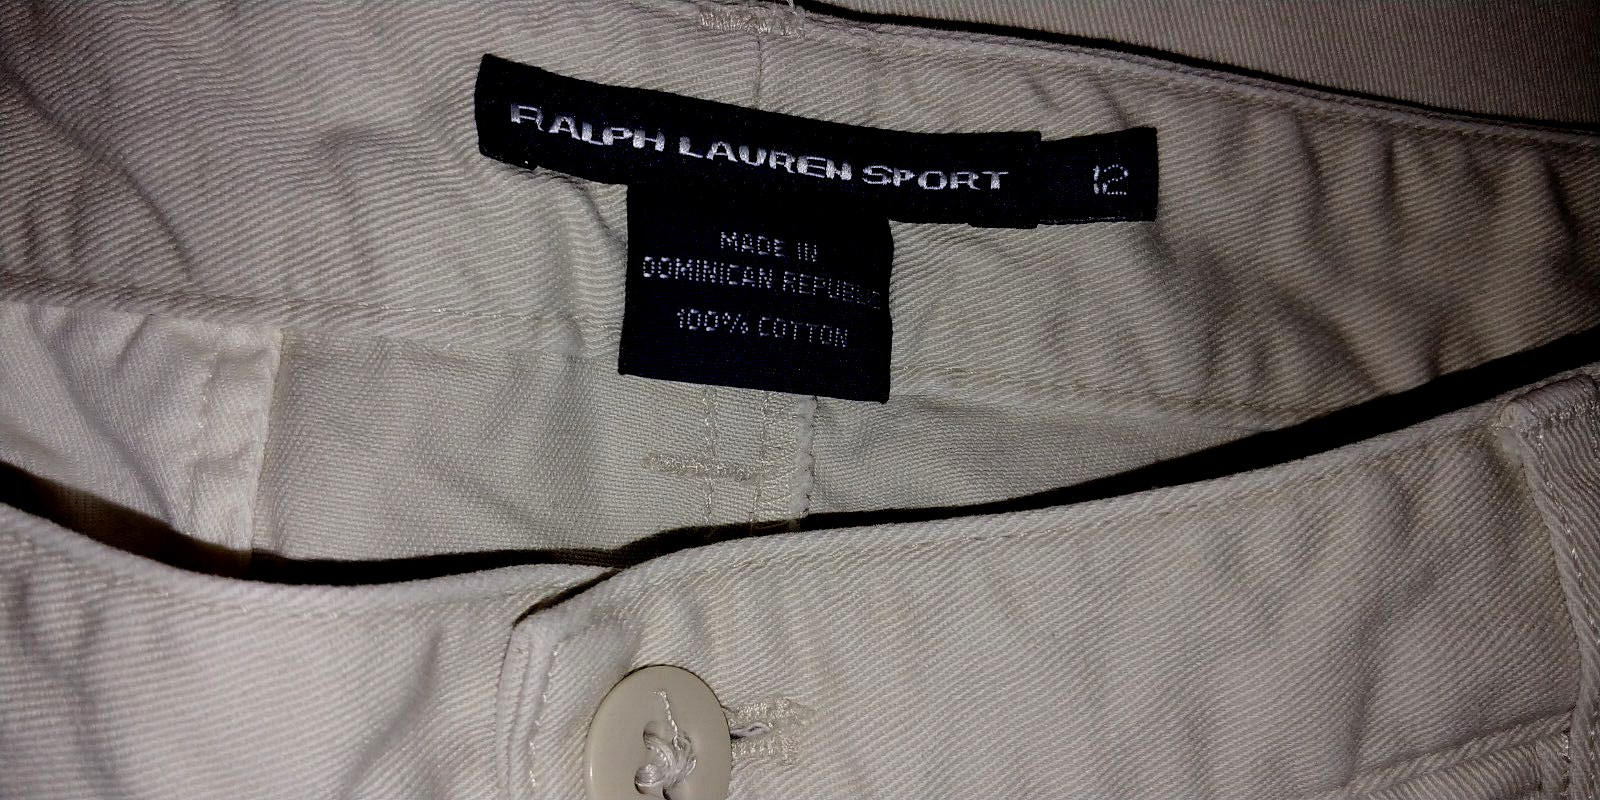 RALPH LAUREN SPORT 12
MADE IN
DOMINICAN REPUBLIC
100% COTTON